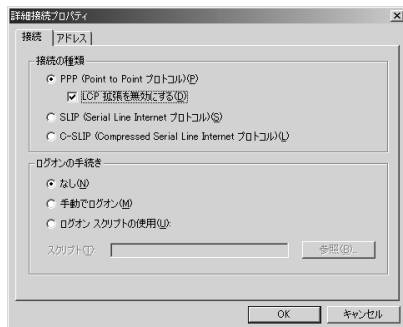 詳細接続プロパティ
接続 アドレス
接続の種類
PPP (Point to Point プロトコル)(P)
LCP 拡張を無効にする(D)
SLIP (Serial Line Internet プロトコル)(S)
C-SLIP (Compressed Serial Line Internet プロトコル)(L)
ログオンの手続き
なし(N)
手動でログオン(M)
ログオン スクリプトの使用(U):
スクリプト(T):
参照(B)...
OK キャンセル